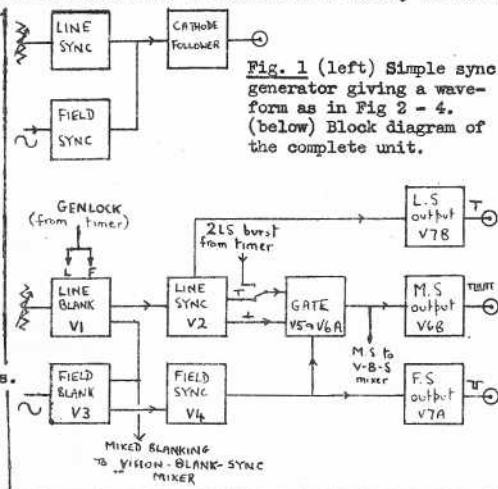 LINE
SYNC
CATHODE
FOLLOWER
FIELD
SYNC
Fig. 1 (left) Simple sync
generator giving a wave-
form as in Fig 2 - 4.
(below) Block diagram of
the complete unit.
GENLOCK
(from timer)
L F
LINE
BLANK
V1
2LS burst
from timer
LINE
SYNC
V2
GATE
V5 & V6A
L.S
output
V7B
M.S
output
V6B
M.S to
V-B-S
mixer
s.
FIELD
BLANK
V3
FIELD
SYNC
V4
F.S
output
V7A
MIXED BLANKING
TO VISION-BLANK-SYNC
MIXER